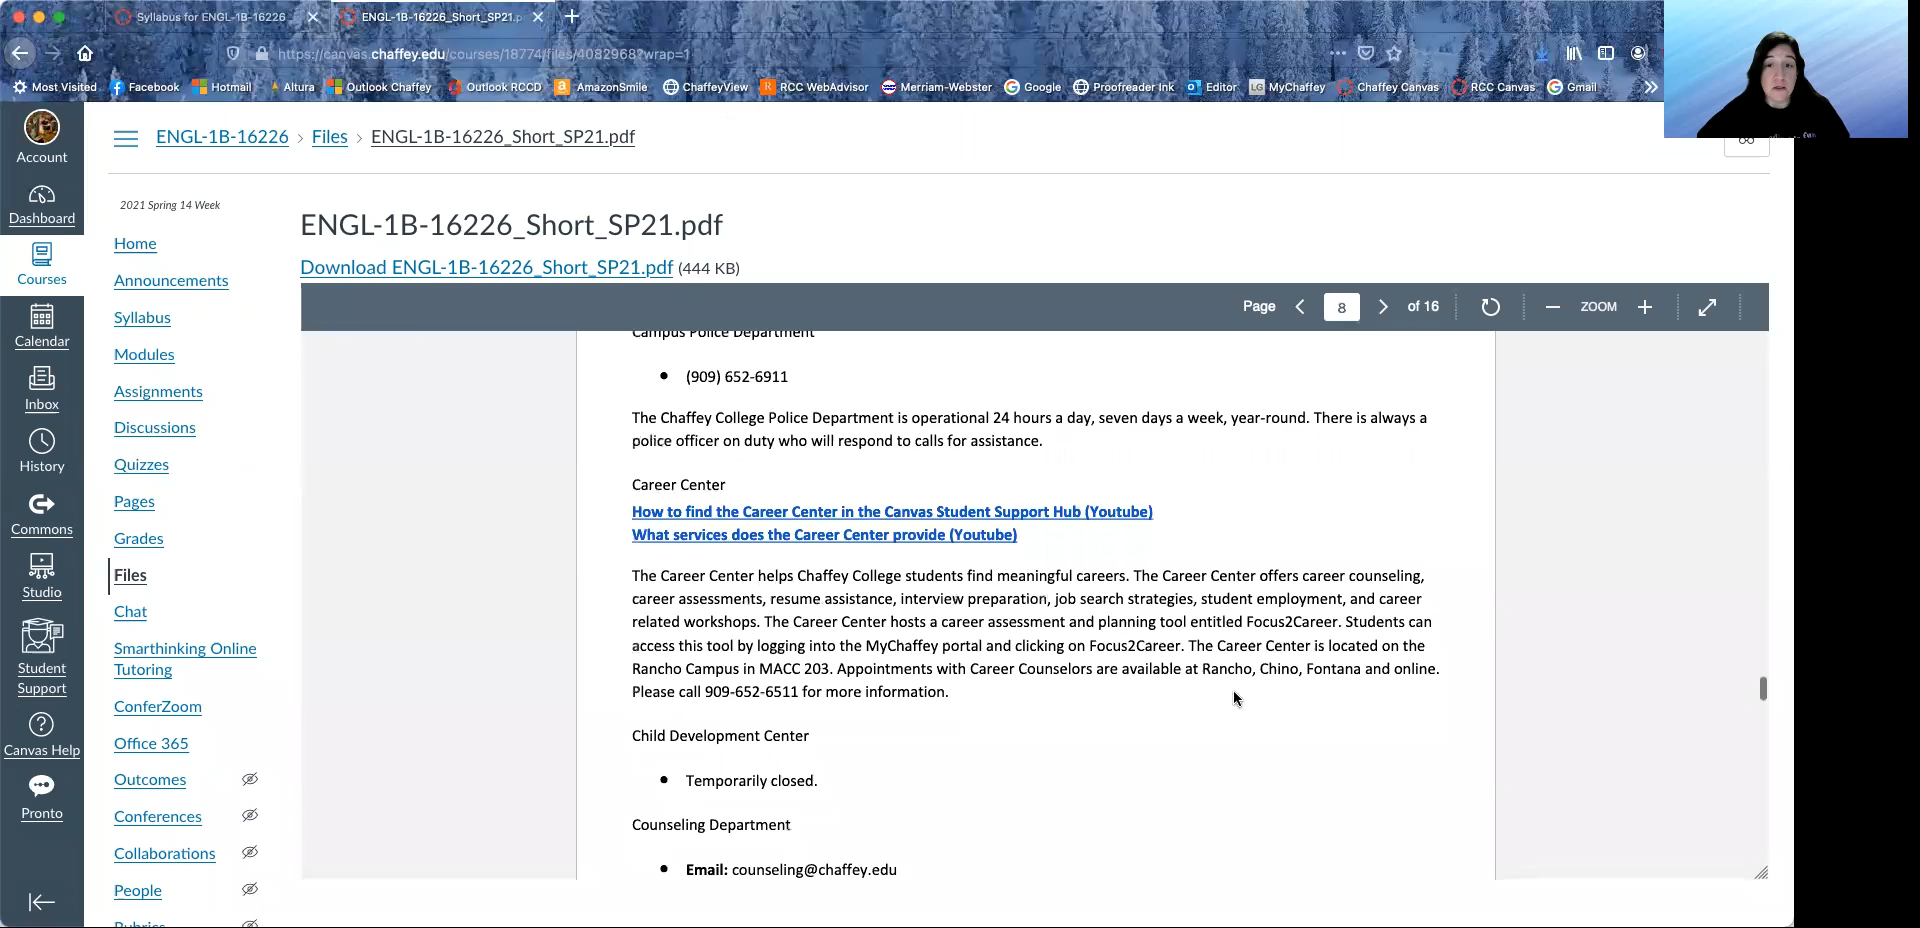 Syllabus for ENGL-1B-16226
ENGL-1B-16226_Short_SP21.p
https://canvas.chaffey.edu/courses/18774/files/4082968?wrap=1
Most Visited Facebook Hotmail Altura Outlook Chaffey Outlook RCCD AmazonSmile ChaffeyView RCC WebAdvisor Merriam-Webster Google Proofreader Ink Editor MyChaffey Chaffey Canvas RCC Canvas Gmail
Account
Dashboard
Courses
Calendar
Inbox
History
Commons
Studio
Student
Support
Canvas Help
Pronto
ENGL-1B-16226 > Files > ENGL-1B-16226_Short_SP21.pdf
2021 Spring 14 Week
Home
Announcements
Syllabus
Modules
Assignments
Discussions
Quizzes
Pages
Grades
Files
Chat
Smarthinking Online
Tutoring
ConferZoom
Office 365
Outcomes
Conferences
Collaborations
People
Rubrics
ENGL-1B-16226_Short_SP21.pdf
Download ENGL-1B-16226_Short_SP21.pdf (444 KB)
Page 8 of 16 ZOOM
Campus Police Department
• (909) 652-6911
The Chaffey College Police Department is operational 24 hours a day, seven days a week, year-round. There is always a
police officer on duty who will respond to calls for assistance.
Career Center
How to find the Career Center in the Canvas Student Support Hub (Youtube)
What services does the Career Center provide (Youtube)
The Career Center helps Chaffey College students find meaningful careers. The Career Center offers career counseling,
career assessments, resume assistance, interview preparation, job search strategies, student employment, and career
related workshops. The Career Center hosts a career assessment and planning tool entitled Focus2Career. Students can
access this tool by logging into the MyChaffey portal and clicking on Focus2Career. The Career Center is located on the
Rancho Campus in MACC 203. Appointments with Career Counselors are available at Rancho, Chino, Fontana and online.
Please call 909-652-6511 for more information.
Child Development Center
• Temporarily closed.
Counseling Department
• Email: counseling@chaffey.edu